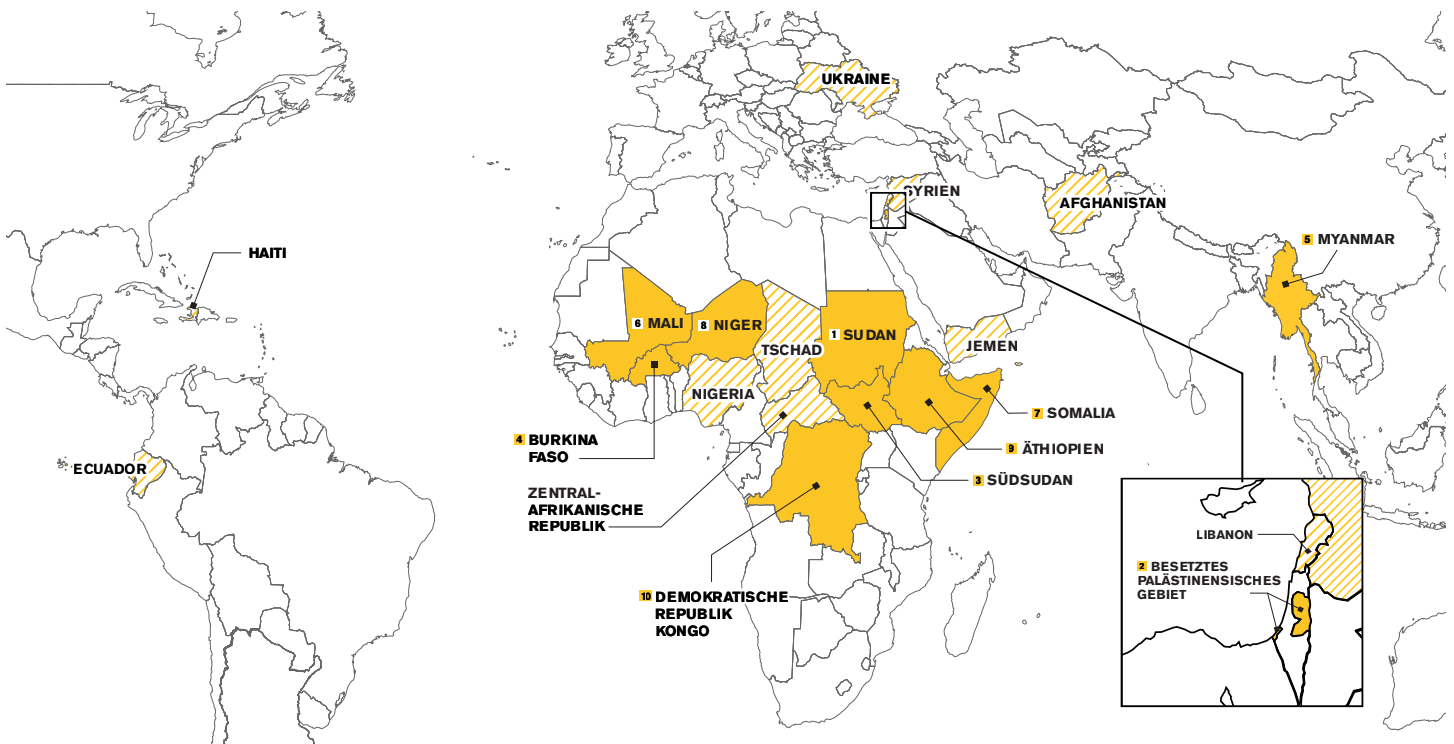 UKRAINE
SYRIEN
AFGHANISTAN
HAITI
5 MYANMAR
6 MALI
8 NIGER
1 SUDAN
TSCHAD
JEMEN
NIGERIA
7 SOMALIA
4 BURKINA
FASO
9 ÄTHIOPIEN
ECUADOR
3 SÜDSUDAN
ZENTRAL-
AFRIKANISCHE
REPUBLIK
LIBANON
2 BESETZTES
PALÄSTINENSISCHES
GEBIET
10 DEMOKRATISCHE
REPUBLIK
KONGO